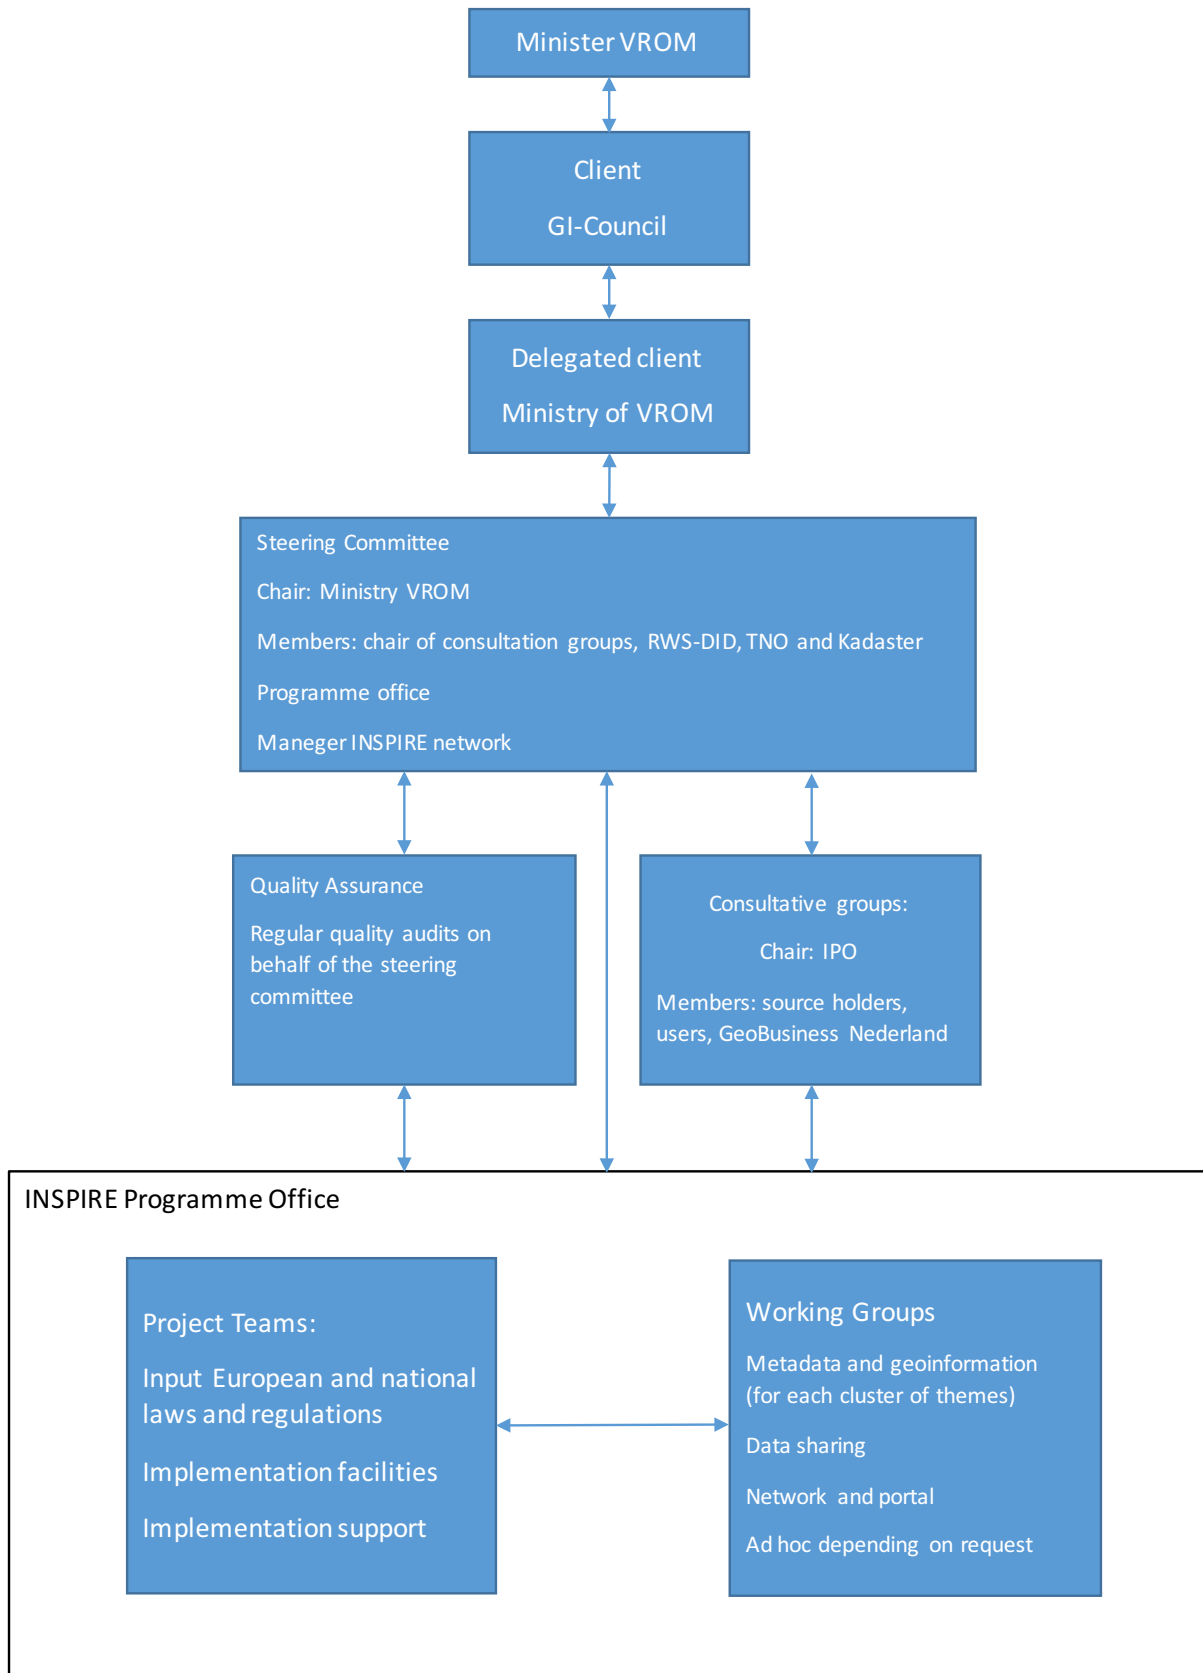 Minister VROM
Client
GI-Council
Delegated client
Ministry of VROM
Steering Committee
Chair: Ministry VROM
Members: chair of consultation groups, RWS-DID, TNO and Kadaster
Programme office
Maneger INSPIRE network
Quality Assurance
Regular quality audits on
behalf of the steering
committee
Consultative groups:
Chair: IPO
Members: source holders,
users, GeoBusiness Nederland
INSPIRE Programme Office
Project Teams:
Input European and national
laws and regulations
Implementation facilities
Implementation support
Working Groups
Metadata and geoinformation
(for each cluster of themes)
Data sharing
Network and portal
Ad hoc depending on request